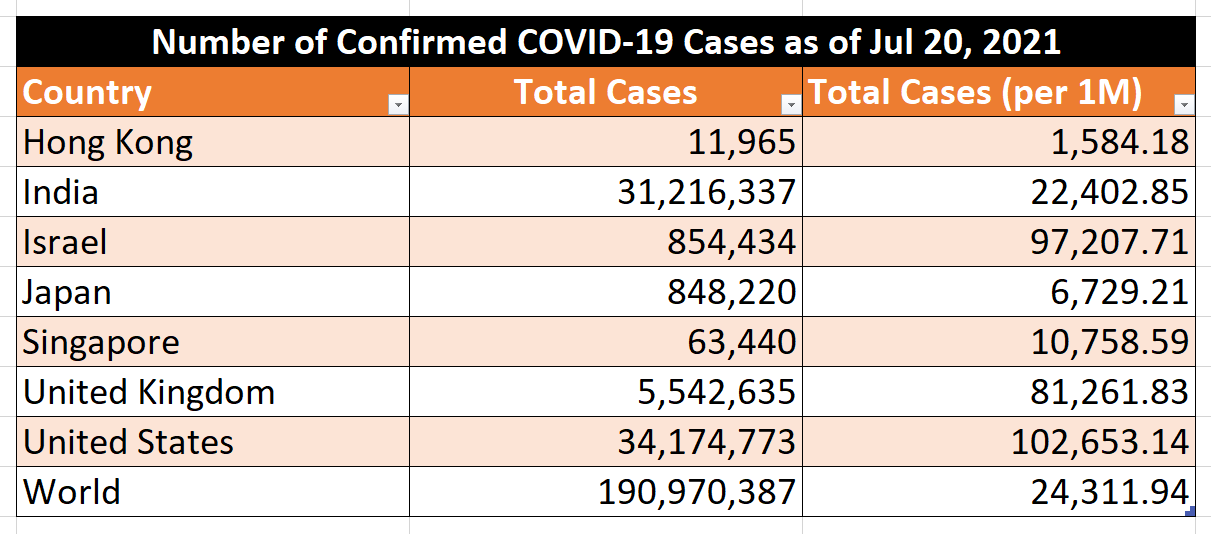 Number of Confirmed COVID-19 Cases as of Jul 20, 2021
Country Total Cases Total Cases (per 1M)
Hong Kong 11,965 1,584.18
India 31,216,337 22,402.85
Israel 854,434 97,207.71
Japan 848,220 6,729.21
Singapore 63,440 10,758.59
United Kingdom 5,542,635 81,261.83
United States 34,174,773 102,653.14
World 190,970,387 24,311.94